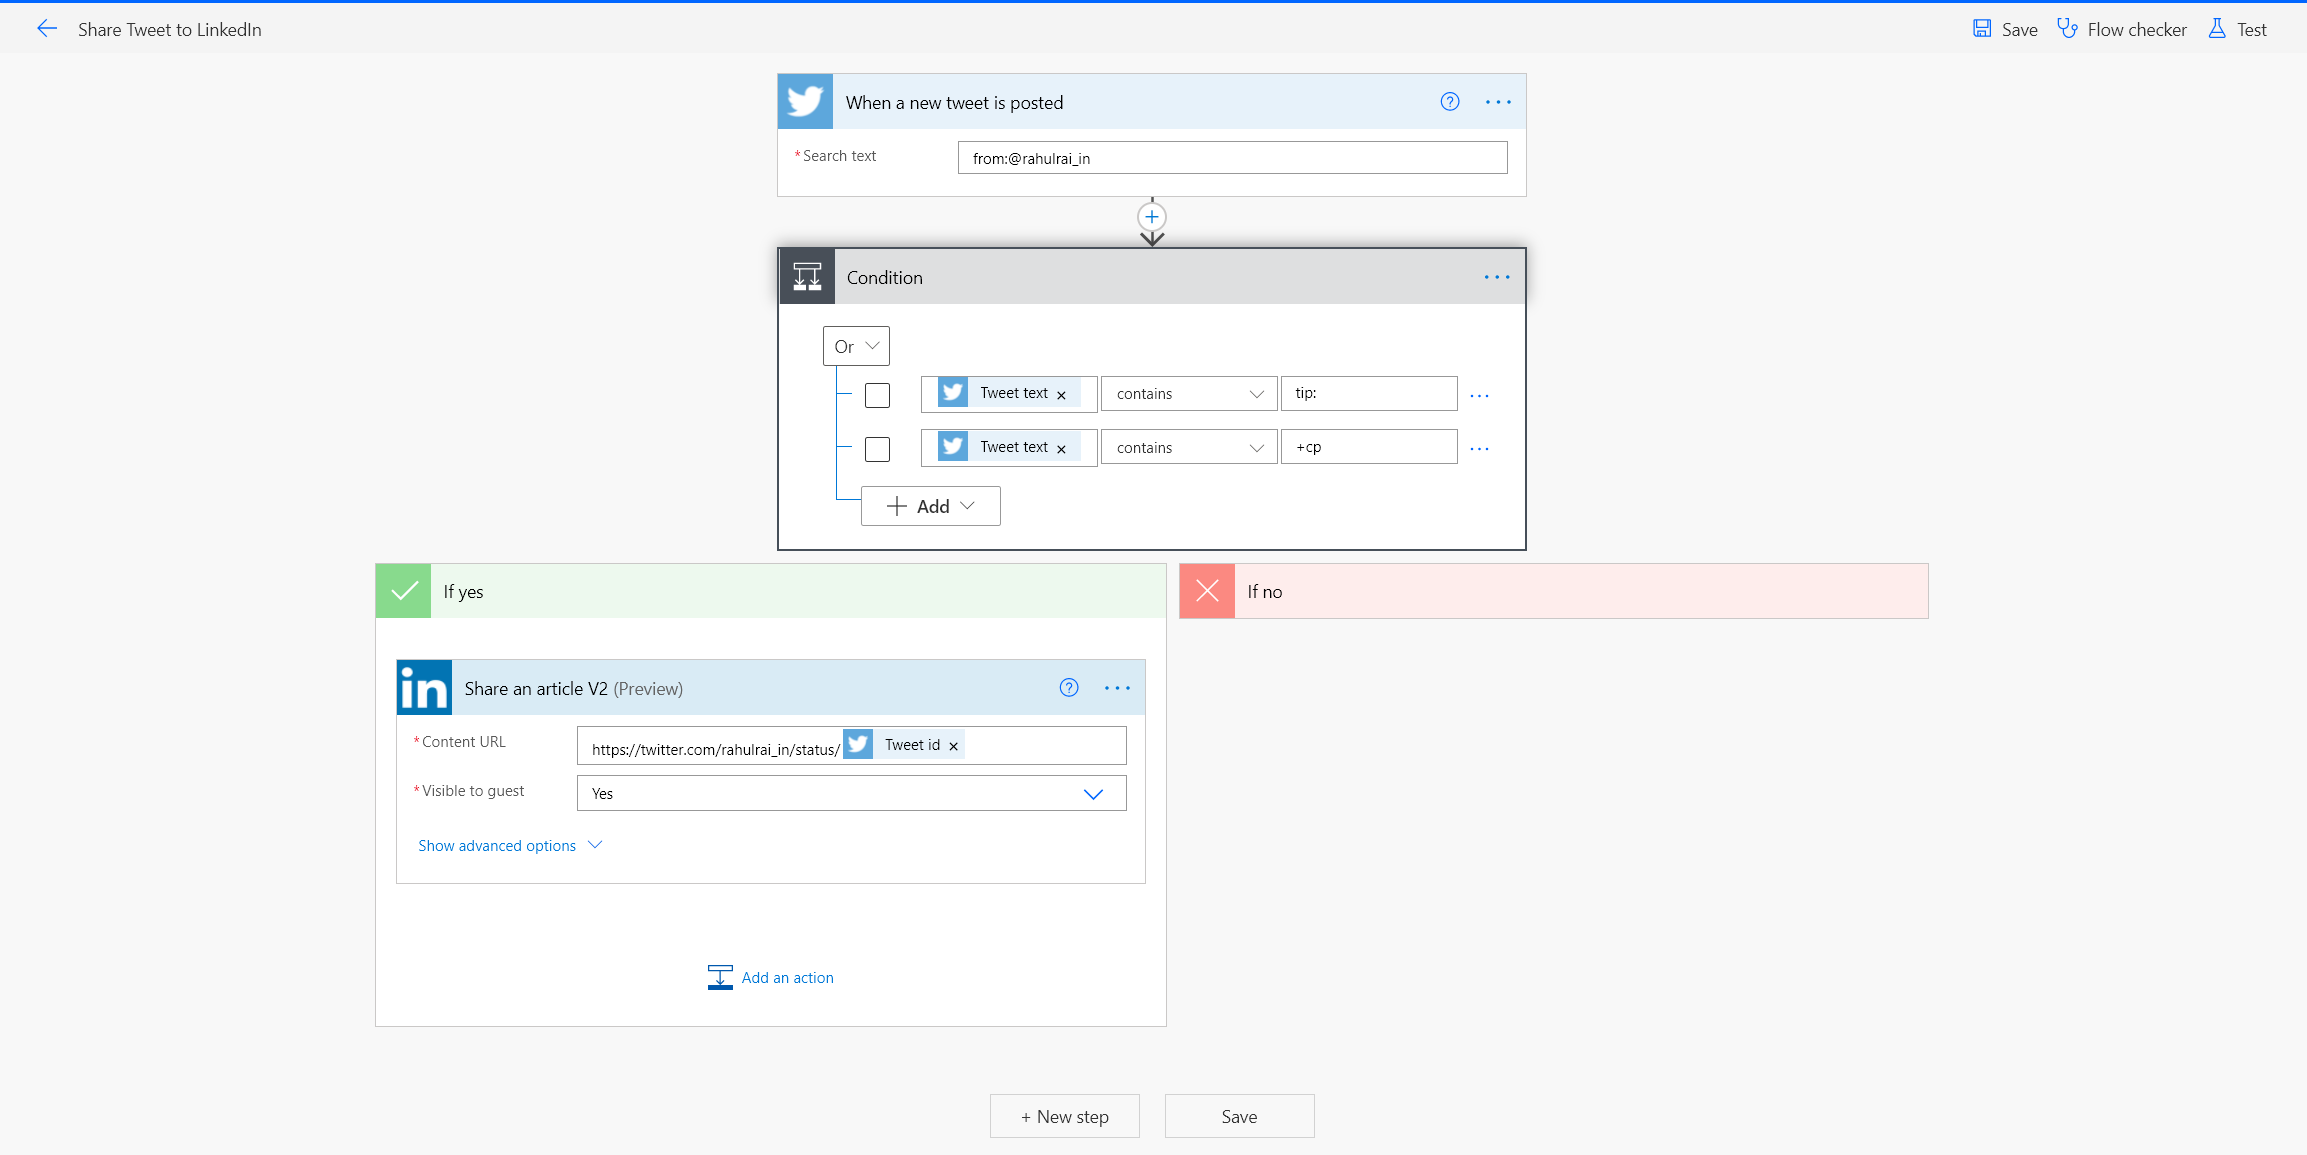 Share Tweet to LinkedIn
Save
Flow checker
Test
When a new tweet is posted
?
...
*Search text
from:@rahulrai_in
+
Condition
...
Or
Tweet text ×
contains
tip:
...
Tweet text ×
contains
+cp
...
+ Add
If yes
If no
in
Share an article V2 (Preview)
?
...
*Content URL
https://twitter.com/rahulrai_in/status/ Tweet id ×
*Visible to guest
Yes
Show advanced options
Add an action
+ New step
Save